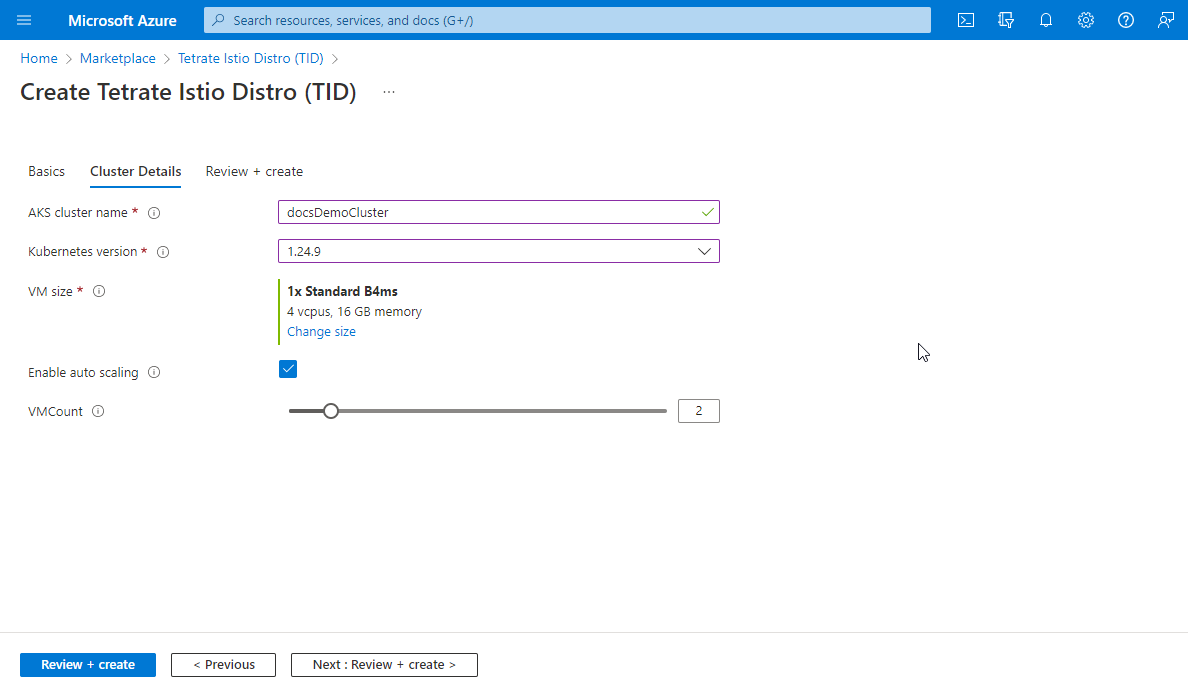 Microsoft Azure
Search resources, services, and docs (G+/)
Home > Marketplace > Tetrate Istio Distro (TID) >
Create Tetrate Istio Distro (TID) ...
Basics Cluster Details Review + create
AKS cluster name * docsDemoCluster
Kubernetes version * 1.24.9
VM size * 1x Standard B4ms
4 vcpus, 16 GB memory
Change size
Enable auto scaling
VMCount 2
Review + create < Previous Next : Review + create >